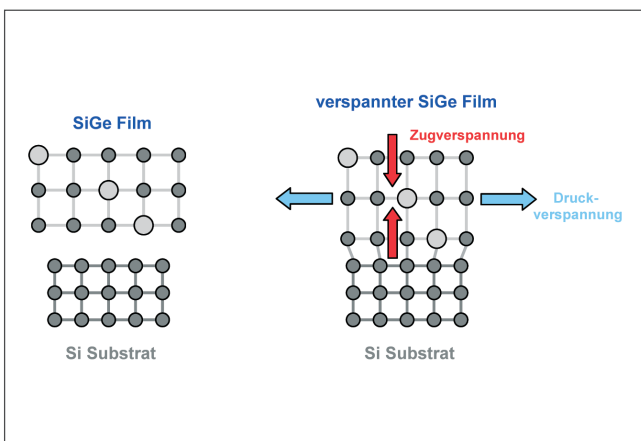 SiGe Film
Si Substrat
verspannter SiGe Film
Zugverspannung
Druck-
verspannung
Si Substrat